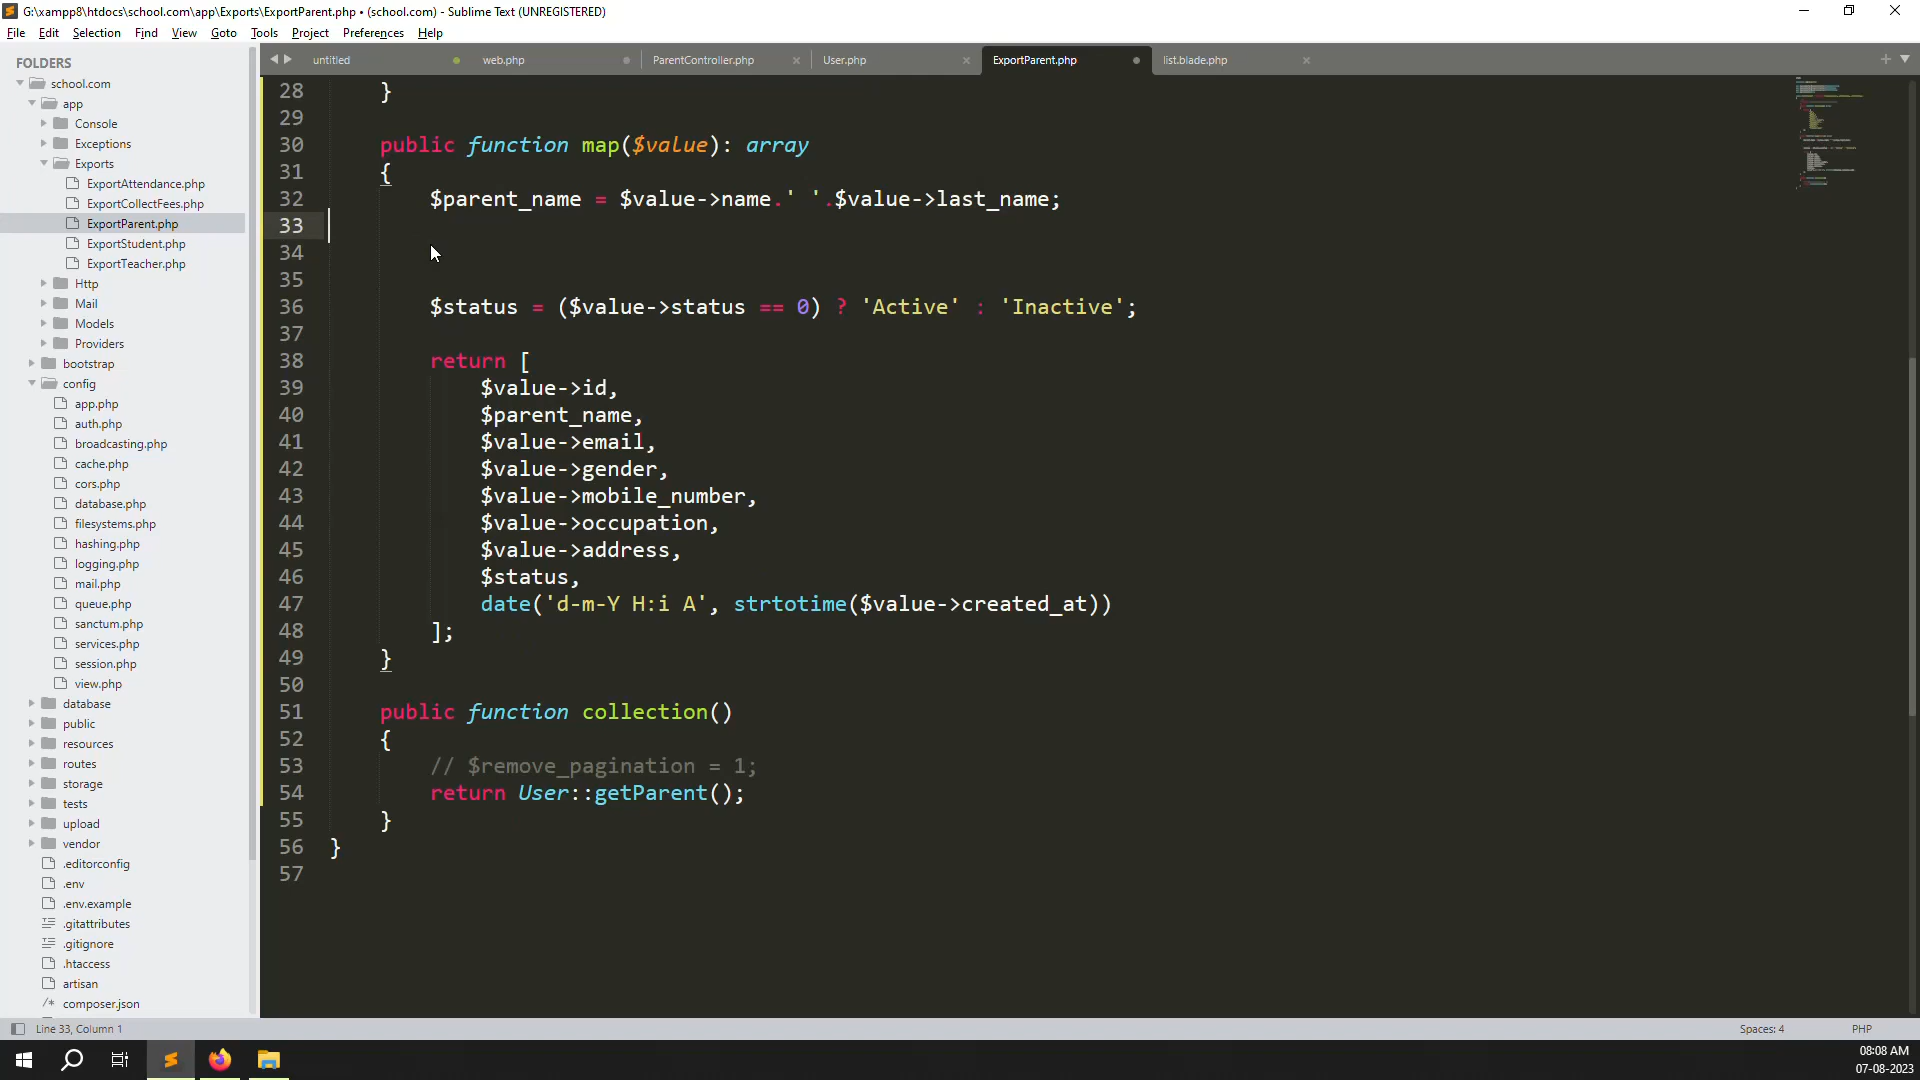 G:\xampp8\htdocs\school.com\app\Exports\ExportParent.php • (school.com) - Sublime Text (UNREGISTERED)
File Edit Selection Find View Goto Tools Project Preferences Help
FOLDERS
school.com
app
Console
Exceptions
Exports
ExportAttendance.php
ExportCollectFees.php
ExportParent.php
ExportStudent.php
ExportTeacher.php
Http
Mail
Models
Providers
bootstrap
config
app.php
auth.php
broadcasting.php
cache.php
cors.php
database.php
filesystems.php
hashing.php
logging.php
mail.php
queue.php
sanctum.php
services.php
session.php
view.php
database
public
resources
routes
storage
tests
upload
vendor
.editorconfig
.env
.env.example
.gitattributes
.gitignore
.htaccess
artisan
composer.json
untitled web.php ParentController.php User.php ExportParent.php list.blade.php
28 }
29
30 public function map($value): array
31 {
32 $parent_name = $value->name.' '.$value->last_name;
33
34
35
36 $status = ($value->status == 0) ? 'Active' : 'Inactive';
37
38 return [
39 $value->id,
40 $parent_name,
41 $value->email,
42 $value->gender,
43 $value->mobile_number,
44 $value->occupation,
45 $value->address,
46 $status,
47 date('d-m-Y H:i A', strtotime($value->created_at))
48 ];
49 }
50
51 public function collection()
52 {
53 // $remove_pagination = 1;
54 return User::getParent();
55 }
56 }
57
Line 33, Column 1 Spaces: 4 PHP
08:08 AM
07-08-2023